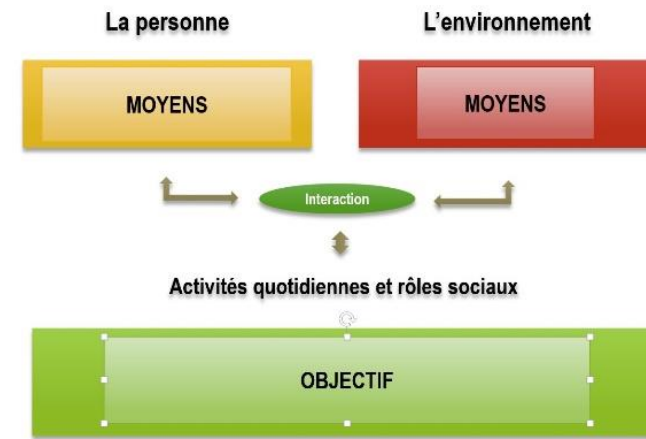 La personne
L'environnement
MOYENS
MOYENS
Interaction
Activités quotidiennes et rôles sociaux
OBJECTIF